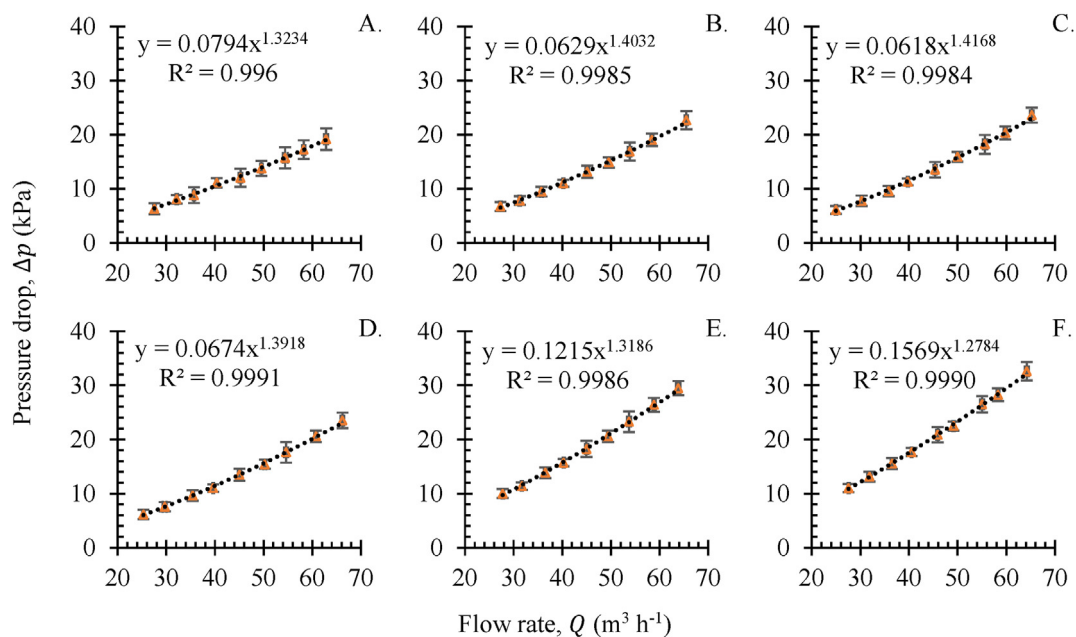 Pressure drop, Δp (kPa)
A.
y = 0.0794x^1.3234
R² = 0.996
40
30
20
10
0
20 30 40 50 60 70
B.
y = 0.0629x^1.4032
R² = 0.9985
40
30
20
10
0
20 30 40 50 60 70
C.
y = 0.0618x^1.4168
R² = 0.9984
40
30
20
10
0
20 30 40 50 60 70
D.
y = 0.0674x^1.3918
R² = 0.9991
40
30
20
10
0
20 30 40 50 60 70
E.
y = 0.1215x^1.3186
R² = 0.9986
40
30
20
10
0
20 30 40 50 60 70
F.
y = 0.1569x^1.2784
R² = 0.9990
40
30
20
10
0
20 30 40 50 60 70
Flow rate, Q (m³ h⁻¹)